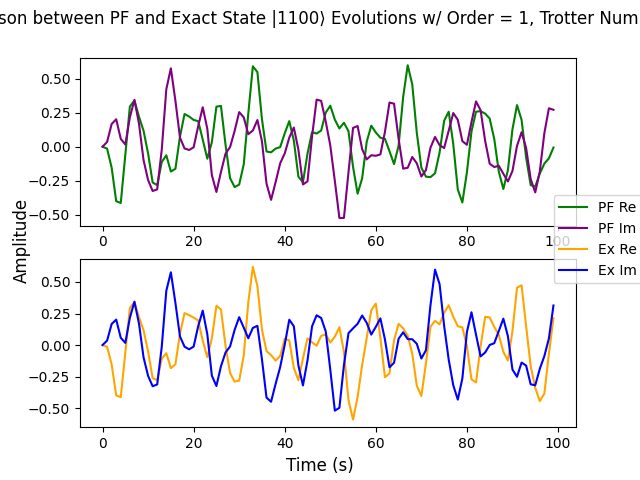 son between PF and Exact State |1100⟩ Evolutions w/ Order = 1, Trotter Num
0.50
0.25
0.00
−0.25
−0.50
0 20 40 60 80 100
PF Re
PF Im
Ex Re
Ex Im
Amplitude
0.50
0.25
0.00
−0.25
−0.50
0 20 40 60 80 100
Time (s)